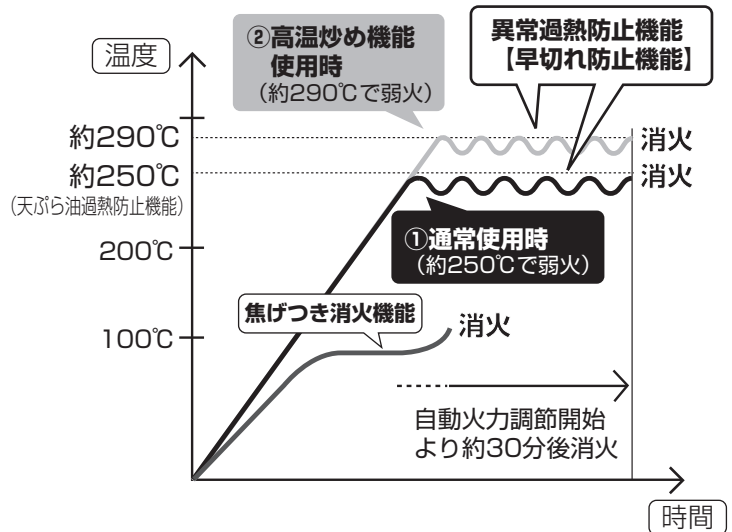 温度
②高温炒め機能
使用時
（約290℃で弱火）
異常過熱防止機能
【早切れ防止機能】
約290℃
消火
約250℃
消火
（天ぷら油過熱防止機能）
①通常使用時
（約250℃で弱火）
200℃
焦げつき消火機能
消火
100℃
自動火力調節開始
より約30分後消火
時間